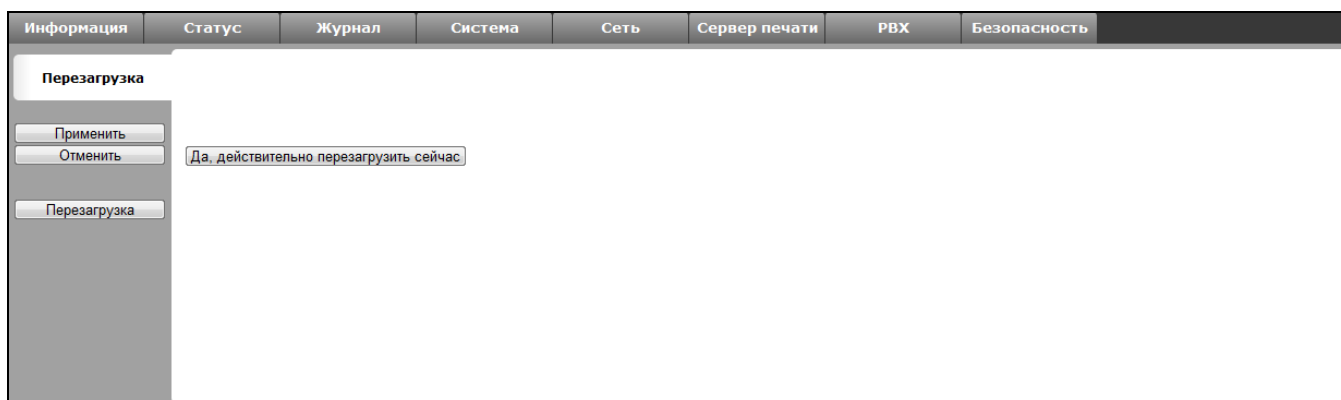 Информация Статус Журнал Система Сеть Сервер печати PBX Безопасность
Перезагрузка
Применить
Отменить Да, действительно перезагрузить сейчас
Перезагрузка